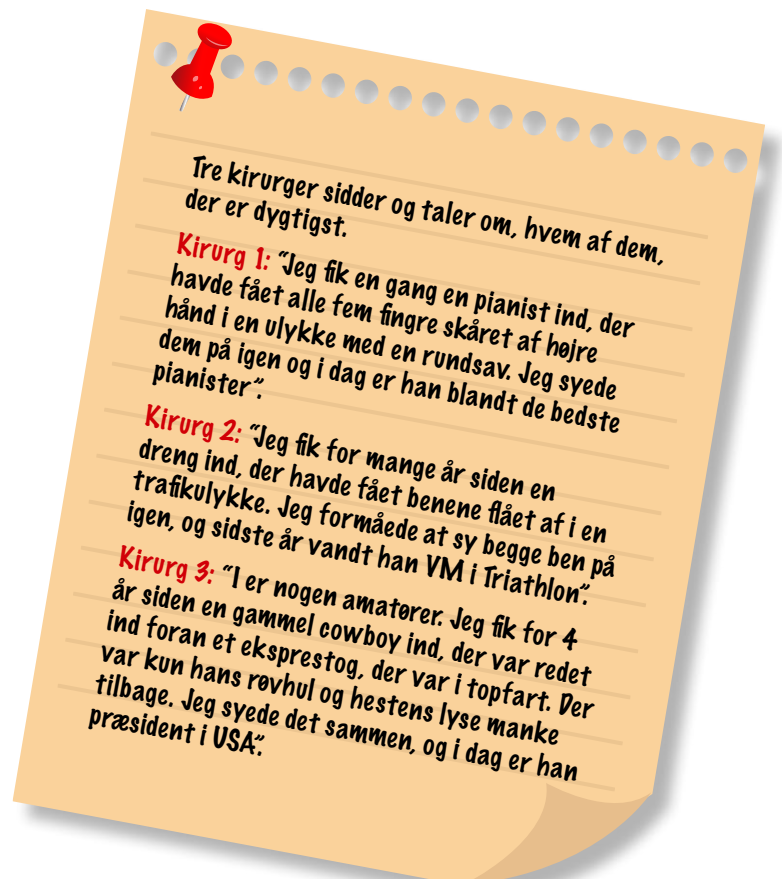 Tre kirurger sidder og taler om, hvem af dem,
der er dygtigst.
Kirurg 1: "Jeg fik en gang en pianist ind, der
havde fået alle fem fingre skåret af højre
hånd i en ulykke med en rundsav. Jeg syede
dem på igen og i dag er han blandt de bedste
pianister".
Kirurg 2: "Jeg fik for mange år siden en
dreng ind, der havde fået benene flået af i en
trafikulykke. Jeg formåede at sy begge ben på
igen, og sidste år vandt han VM i Triathlon".
Kirurg 3: "I er nogen amatører. Jeg fik for 4
år siden en gammel cowboy ind, der var redet
ind foran et eksprestog, der var i topfart. Der
var kun hans røvhul og hestens lyse manke
tilbage. Jeg syede det sammen, og i dag er han
præsident i USA".